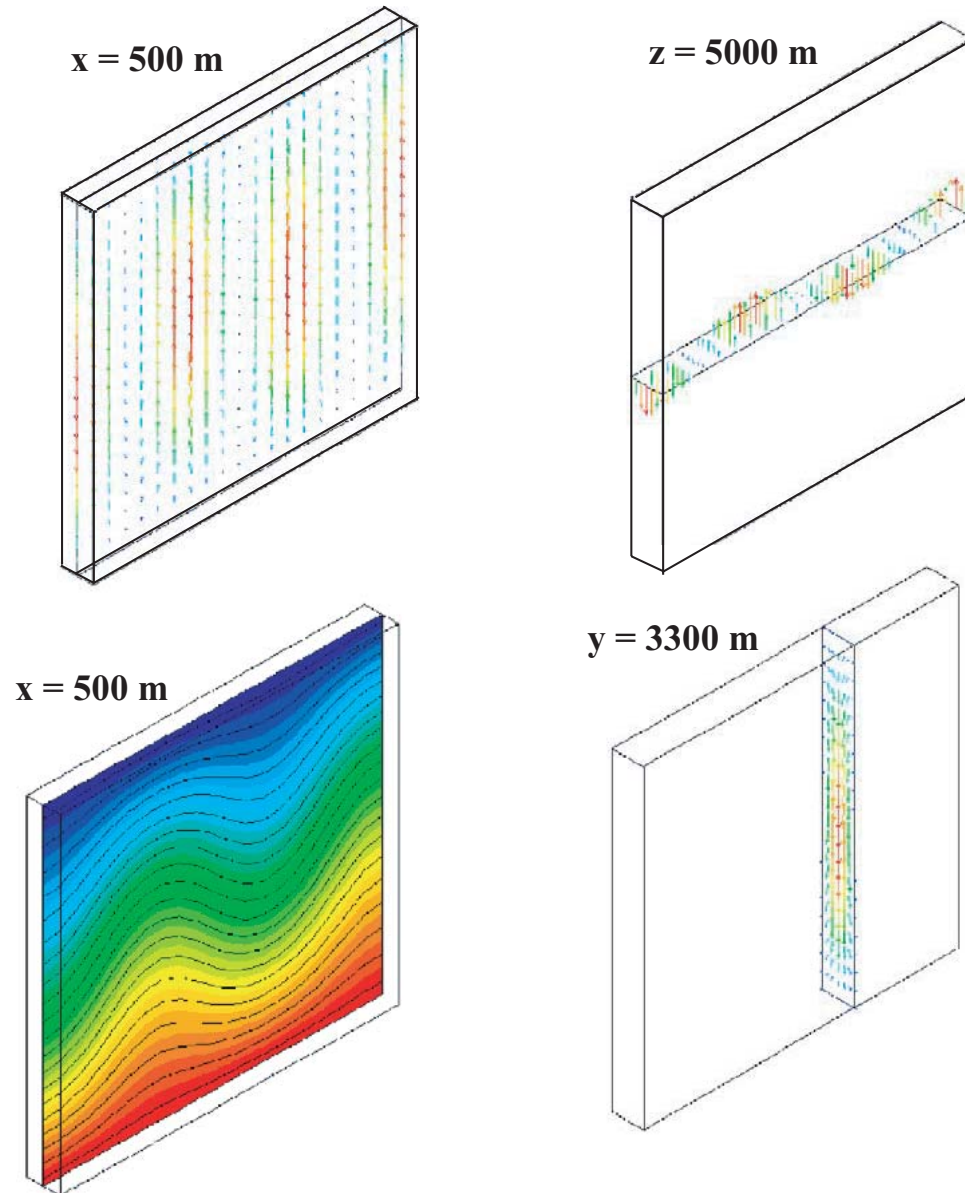 x = 500 m
z = 5000 m
x = 500 m
y = 3300 m